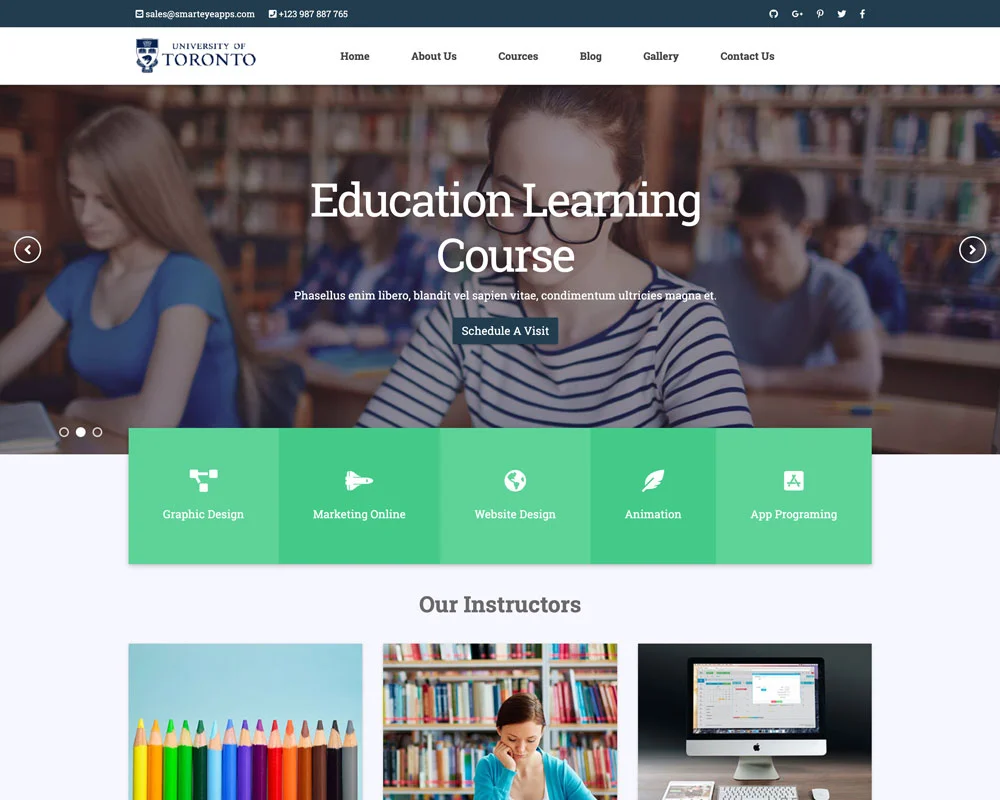 sales@smarteyeapps.com +123 987 887 765
UNIVERSITY OF
TORONTO
Home About Us Cources Blog Gallery Contact Us
Education Learning
Course
Phasellus enim libero, blandit vel sapien vitae, condimentum ultricies magna et.
Schedule A Visit
Graphic Design Marketing Online Website Design Animation App Programing
Our Instructors